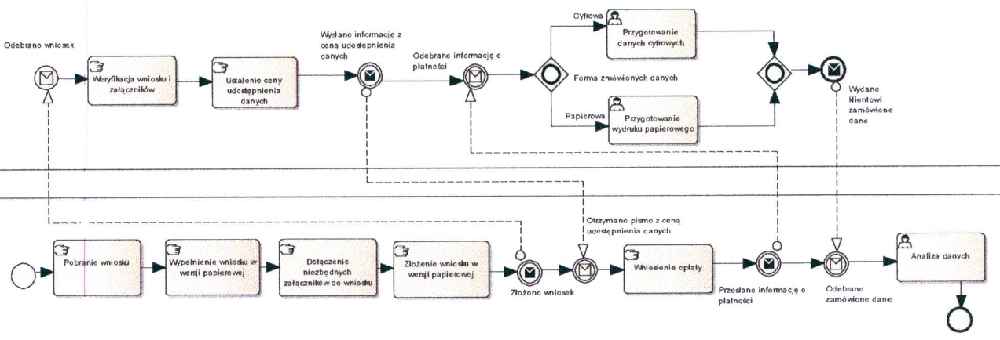 Odebrano wniosek
Weryfikacja wniosku i
załączników
Ustalenie ceny
udostępnienia
danych
Wysłano informację z
ceną udostępnienia
danych
Odebrano informację o
płatności
Cyfrowa
Przygotowanie
danych cyfrowych
Forma zmówionych danych
Papierowa
Przygotowanie
wydruku papierowego
Wydano
klientowi
zamówione
dane
Pobranie wniosku
Wypełnienie wniosku w
wersji papierowej
Dołączenie
niezbędnych
załączników do wniosku
Złożenie wniosku w
wersji papierowej
Złożono wniosek
Otrzymano pismo z ceną
udostępnienia danych
Wniesienie opłaty
Przesłano informację o
płatności
Odebrano
zamówione dane
Analiza danych